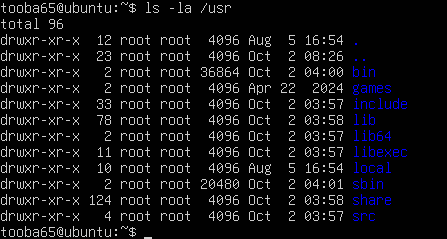 tooba65@ubuntu:~$ ls -la /usr
total 96
drwxr-xr-x  12 root root  4096 Aug  5 16:54 .
drwxr-xr-x  23 root root  4096 Oct  2 08:26 ..
drwxr-xr-x   2 root root 36864 Oct  2 04:00 bin
drwxr-xr-x   2 root root  4096 Apr 22  2024 games
drwxr-xr-x  33 root root  4096 Oct  2 03:57 include
drwxr-xr-x  78 root root  4096 Oct  2 03:58 lib
drwxr-xr-x   2 root root  4096 Oct  2 03:57 lib64
drwxr-xr-x  11 root root  4096 Oct  2 03:57 libexec
drwxr-xr-x  10 root root  4096 Aug  5 16:54 local
drwxr-xr-x   2 root root 20480 Oct  2 04:01 sbin
drwxr-xr-x 124 root root  4096 Oct  2 03:58 share
drwxr-xr-x   4 root root  4096 Oct  2 03:57 src
tooba65@ubuntu:~$